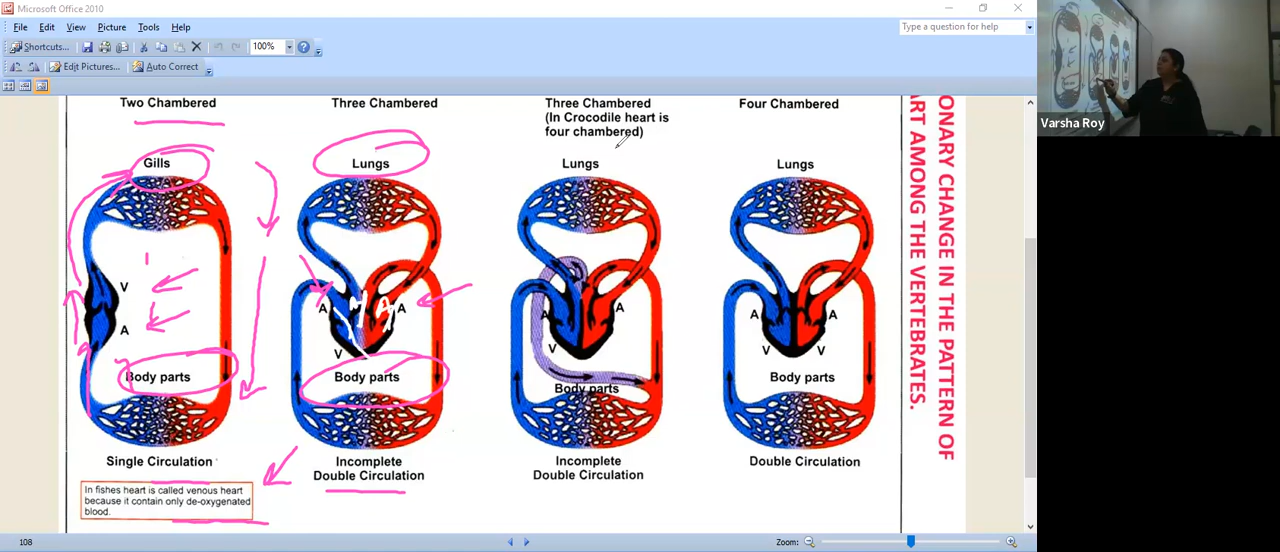 Microsoft Office 2010
File Edit View Picture Tools Help
Type a question for help
Shortcuts... 100%
Edit Pictures... Auto Correct
Two Chambered
Three Chambered
Three Chambered
(In Crocodile heart is
four chambered)
Four Chambered
Gills
Lungs
Lungs
Lungs
V
A
A
A
V
A
A
V
A
A
V
V
Body parts
Body parts
Body parts
Body parts
Single Circulation
Incomplete
Double Circulation
Incomplete
Double Circulation
Double Circulation
In fishes heart is called venous heart
because it contain only de-oxygenated
blood.
ONARY CHANGE IN THE PATTERN OF
ART AMONG THE VERTEBRATES.
Varsha Roy
108
Zoom: